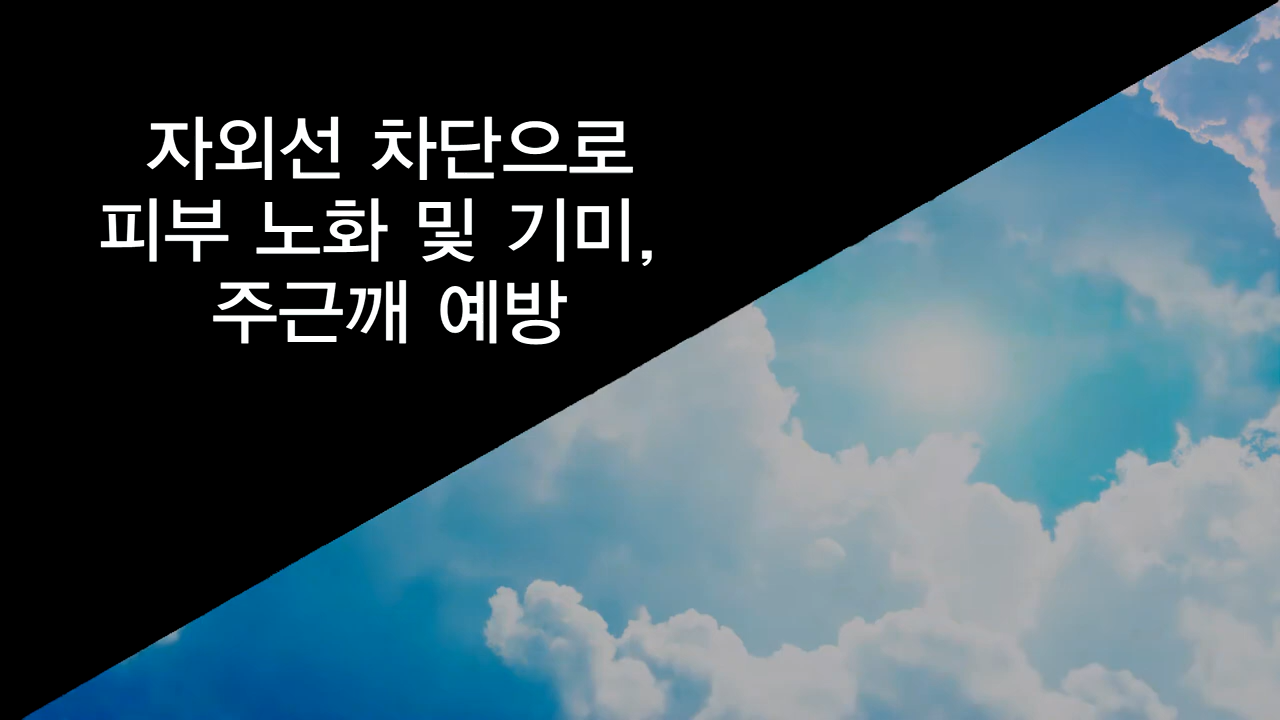 자외선 차단으로
피부 노화 및 기미,
주근깨 예방